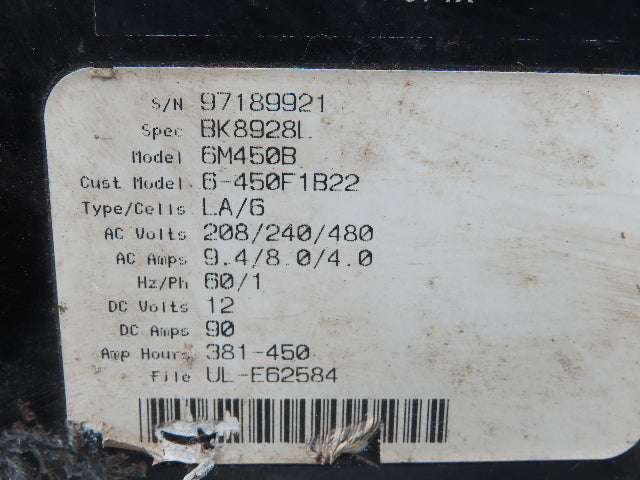 S/N 97189921
Spec BK8928L
Model 6M450B
Cust Model 6-450F1B22
Type/Cells LA/6
AC Volts 208/240/480
AC Amps 9.4/8.0/4.0
Hz/Ph 60/1
DC Volts 12
DC Amps 90
Amp Hours 381-450
File UL-E62584